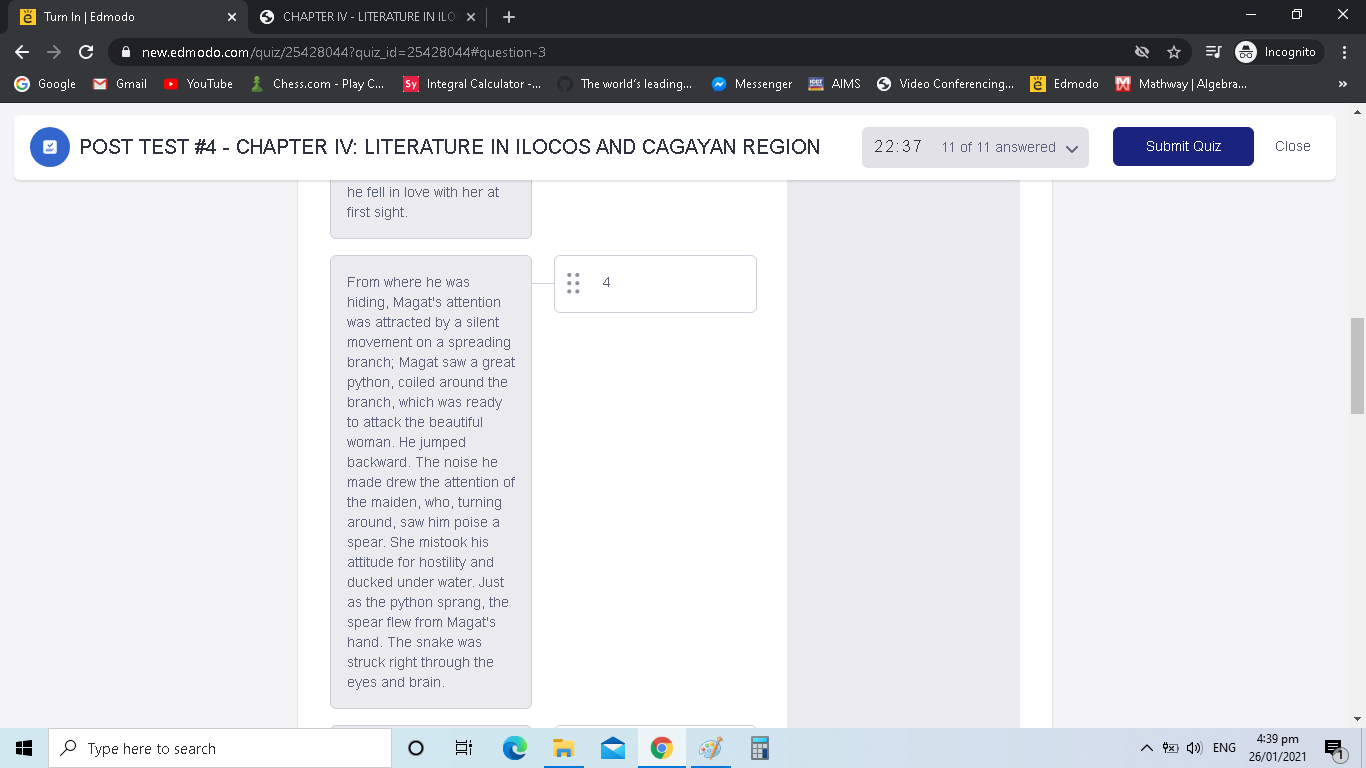 Turn In | Edmodo
CHAPTER IV - LITERATURE IN ILO
new.edmodo.com/quiz/25428044?quiz_id=25428044#question-3
Incognito
Google
Gmail
YouTube
Chess.com - Play C...
Sy
Integral Calculator -...
The world's leading...
Messenger
AIMS
Video Conferencing...
Edmodo
Mathway | Algebra...
POST TEST #4 - CHAPTER IV: LITERATURE IN ILOCOS AND CAGAYAN REGION
22:37
11 of 11 answered
Submit Quiz
Close
he fell in love with her at
first sight.
From where he was
hiding, Magat's attention
was attracted by a silent
movement on a spreading
branch; Magat saw a great
python, coiled around the
branch, which was ready
to attack the beautiful
woman. He jumped
backward. The noise he
made drew the attention of
the maiden, who, turning
around, saw him poise a
spear. She mistook his
attitude for hostility and
ducked under water. Just
as the python sprang, the
spear flew from Magat's
hand. The snake was
struck right through the
eyes and brain.
4
Type here to search
ENG
4:39 pm
26/01/2021
1